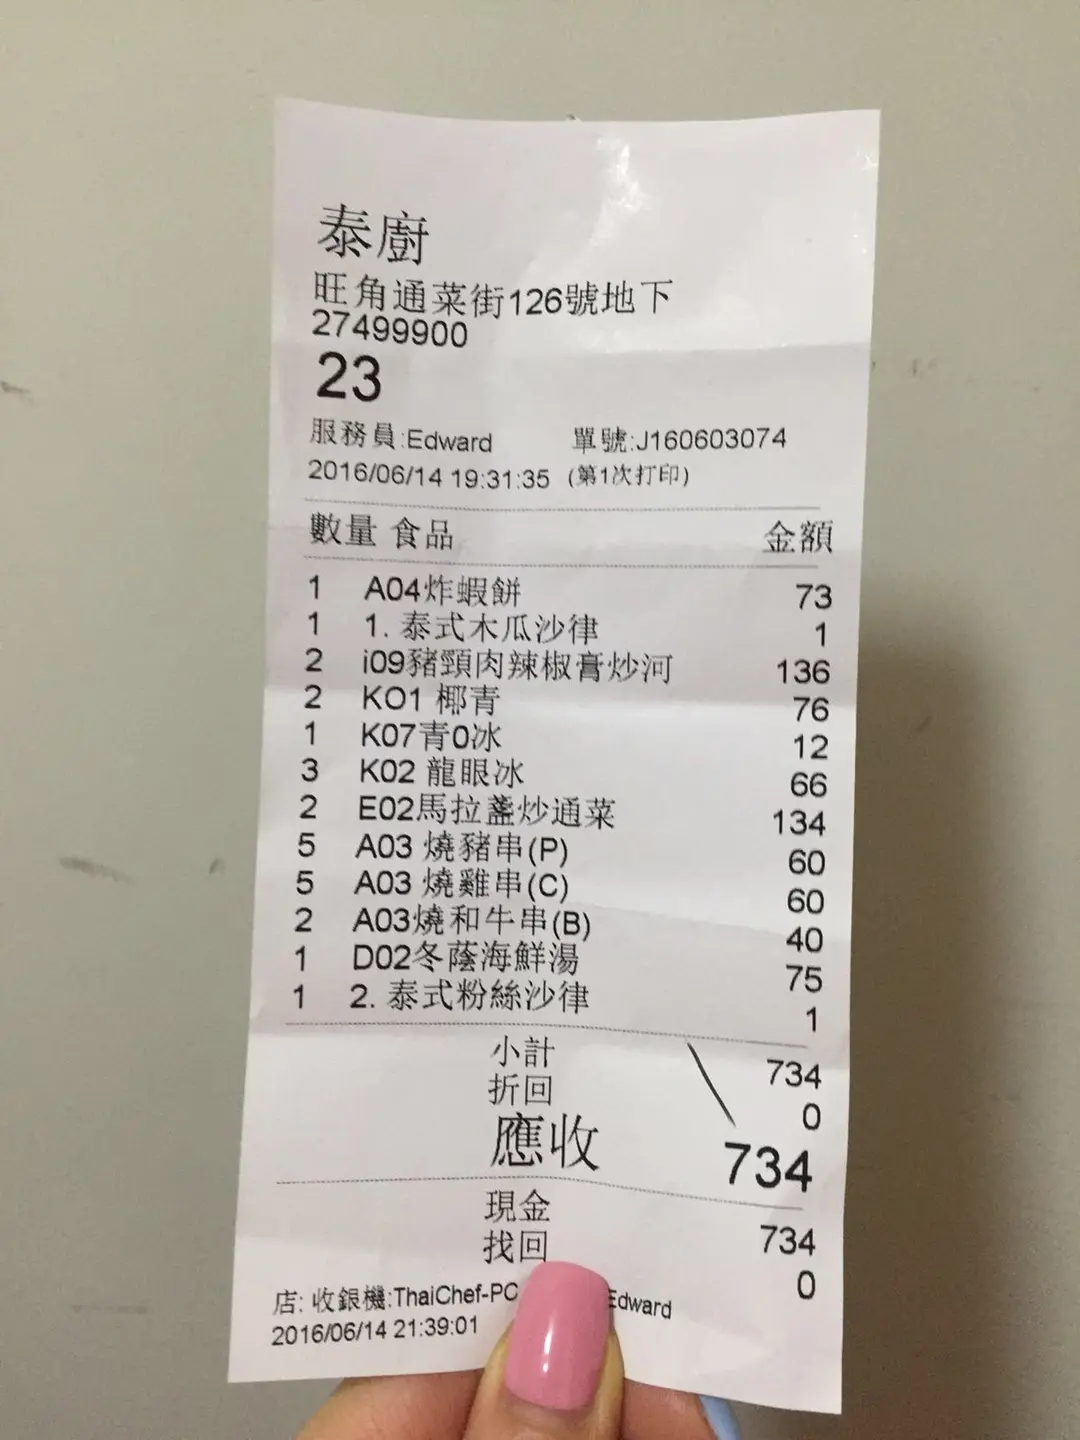 泰廚
旺角通菜街126號地下
27499900
23
服務員:Edward 單號:J160603074
2016/06/14 19:31:35 (第1次打印)
數量 食品 金額
1 A04炸蝦餅 73
1 1. 泰式木瓜沙律 1
2 i09豬頸肉辣椒膏炒河 136
2 KO1 椰青 76
1 K07青0冰 12
3 K02 龍眼冰 66
2 E02馬拉盞炒通菜 134
5 A03 燒豬串(P) 60
5 A03 燒雞串(C) 60
2 A03燒和牛串(B) 40
1 D02冬蔭海鮮湯 75
1 2. 泰式粉絲沙律 1
小計 734
折回 0
應收 734
現金 734
找回 0
店: 收銀機:ThaiChef-PC Edward
2016/06/14 21:39:01